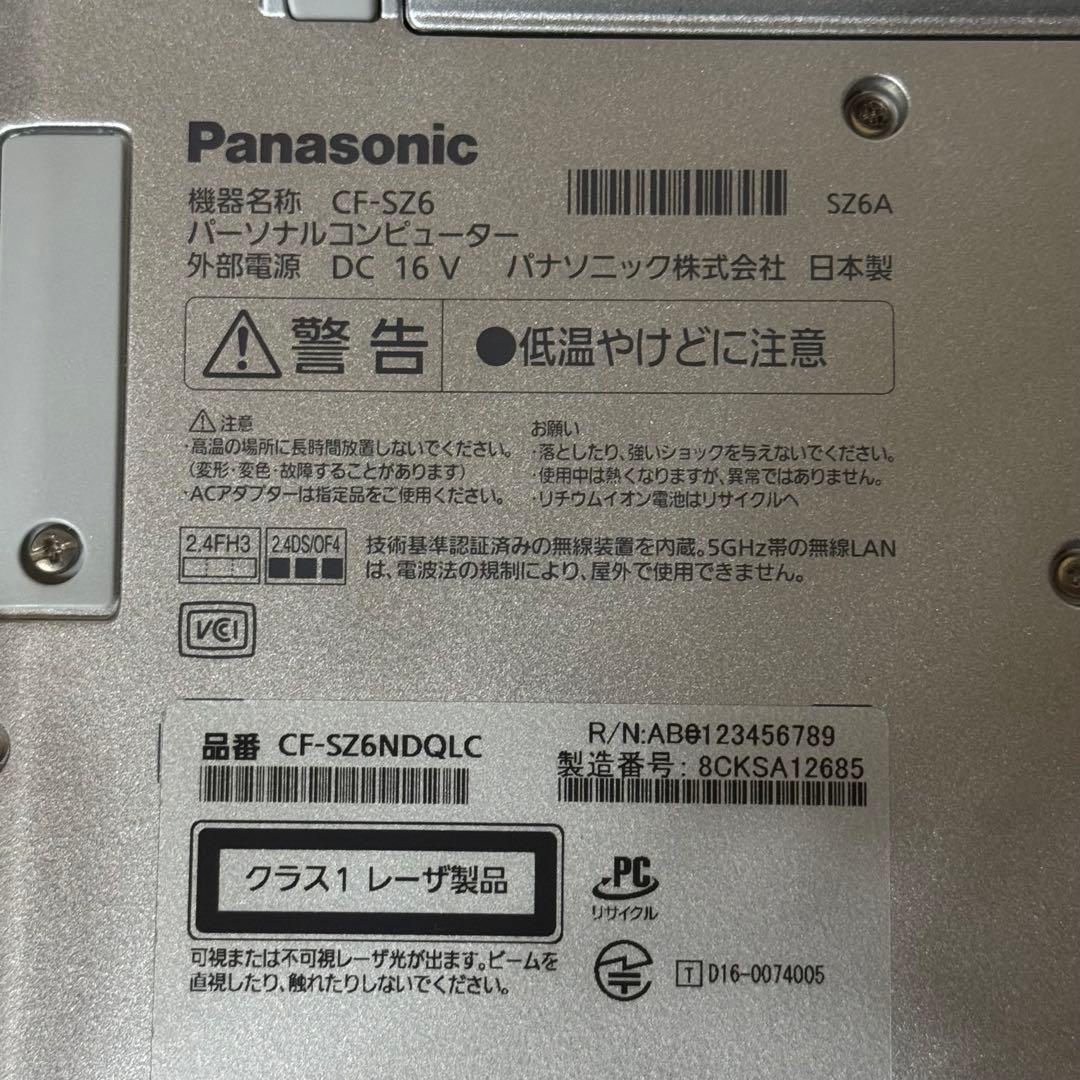 Panasonic
機器名称 CF-SZ6 SZ6A
パーソナルコンピューター
外部電源 DC 16 V パナソニック株式会社 日本製
警告 ●低温やけどに注意
注意
・高温の場所に長時間放置しないでください。
(変形・変色・故障することがあります)
・ACアダプターは指定品をご使用ください。
お願い
・落としたり、強いショックを与えないでください。
・使用中は熱くなりますが、異常ではありません。
・リチウムイオン電池はリサイクルへ
2.4FH3 2.4DS/OF4
技術基準認証済みの無線装置を内蔵。5GHz帯の無線LAN
は、電波法の規制により、屋外で使用できません。
VCCI
品番 CF-SZ6NDQLC
R/N:AB0123456789
製造番号: 8CKSA12685
クラス1 レーザ製品
可視または不可視レーザ光が出ます。ビームを
直視したり、触れたりしないでください。
PC
リサイクル
T D16-0074005